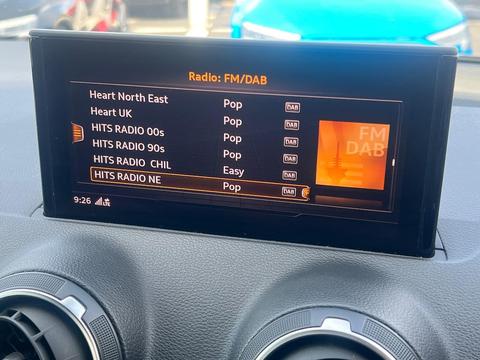 Radio: FM/DAB
Heart North East Pop DAB
Heart UK Pop DAB
HITS RADIO 00s Pop DAB
HITS RADIO 90s Pop DAB
HITS RADIO CHIL Easy DAB
HITS RADIO NE Pop DAB
FM
DAB
9:26 LTE